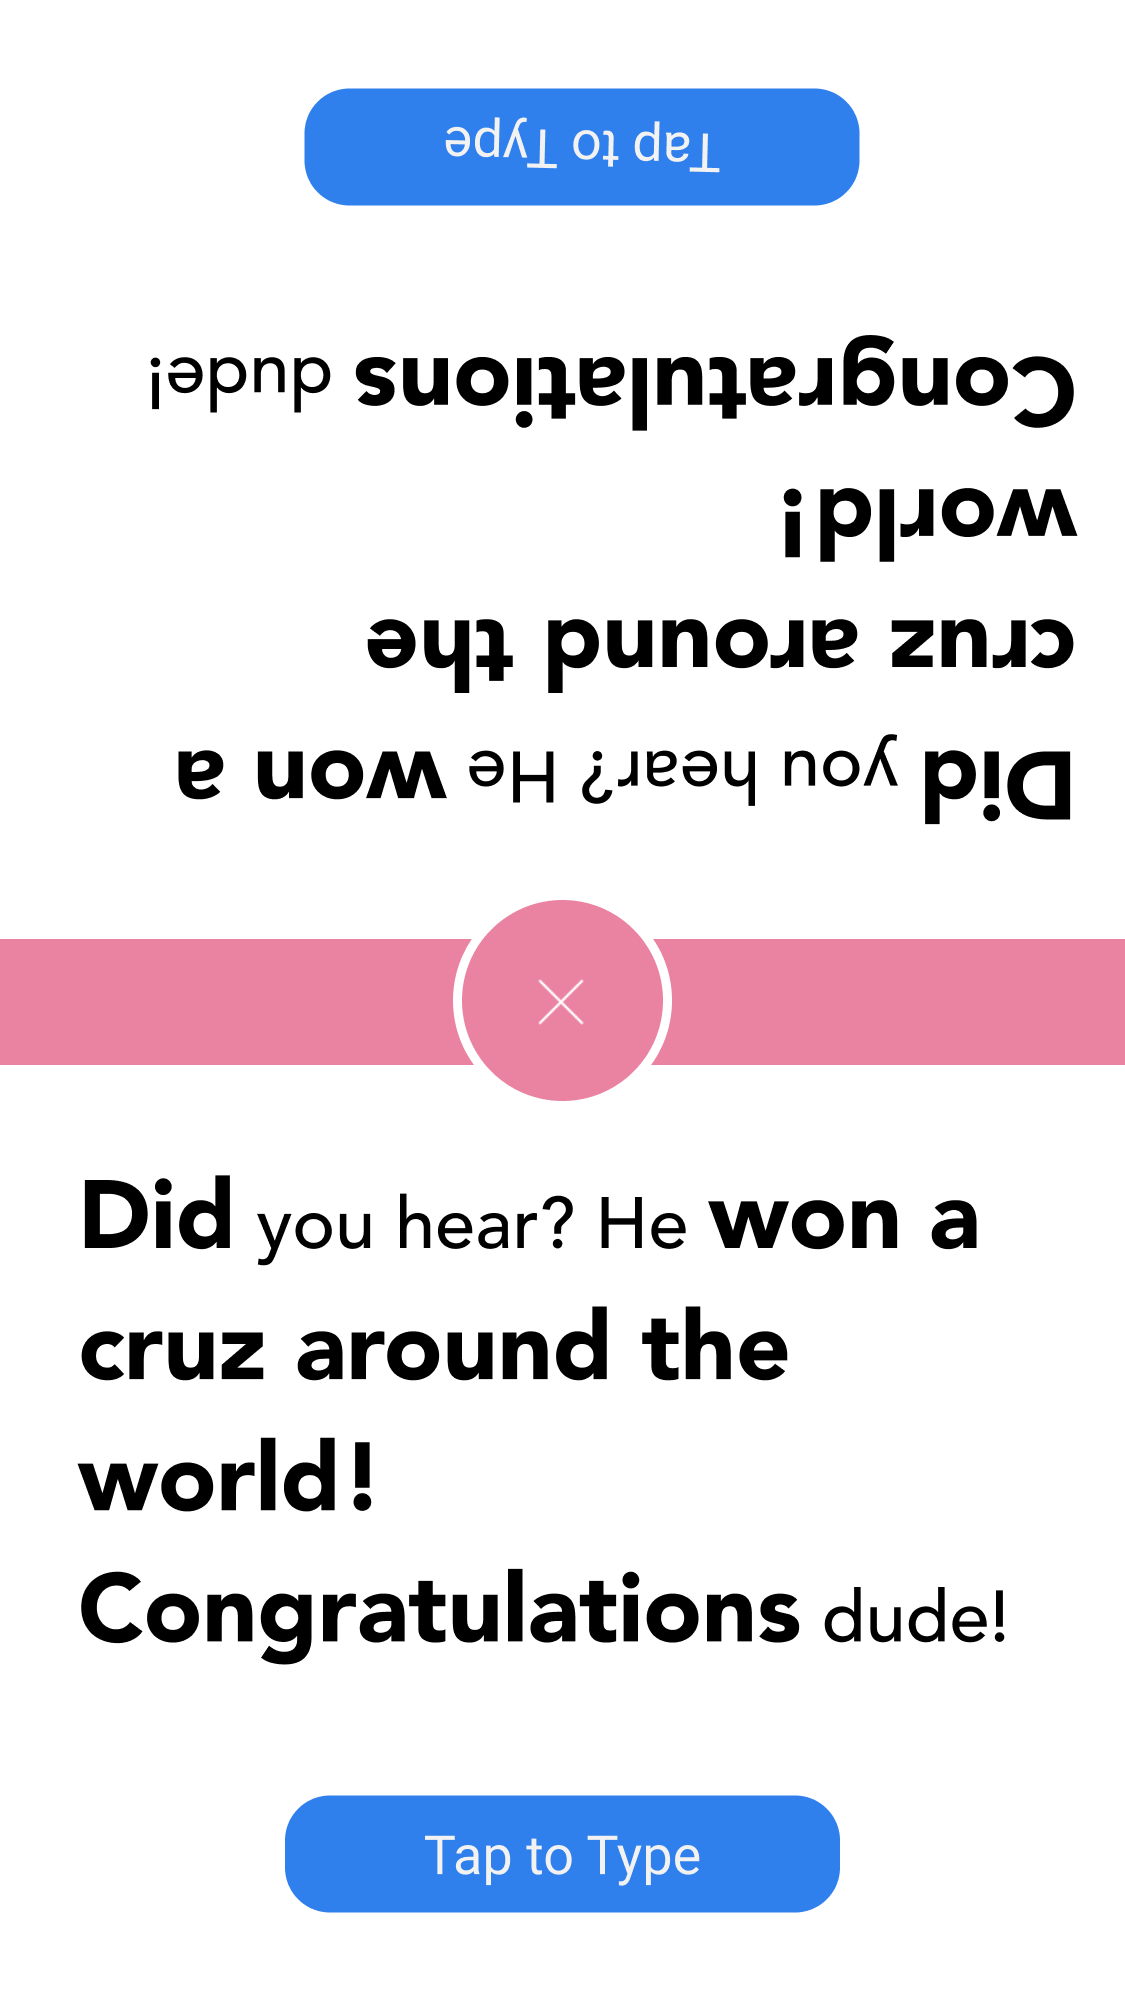 Tap to Type
Congratulations dude!
world!
cruz around the
Did you hear? He won a
Did you hear? He won a
cruz around the
world!
Congratulations dude!
Tap to Type